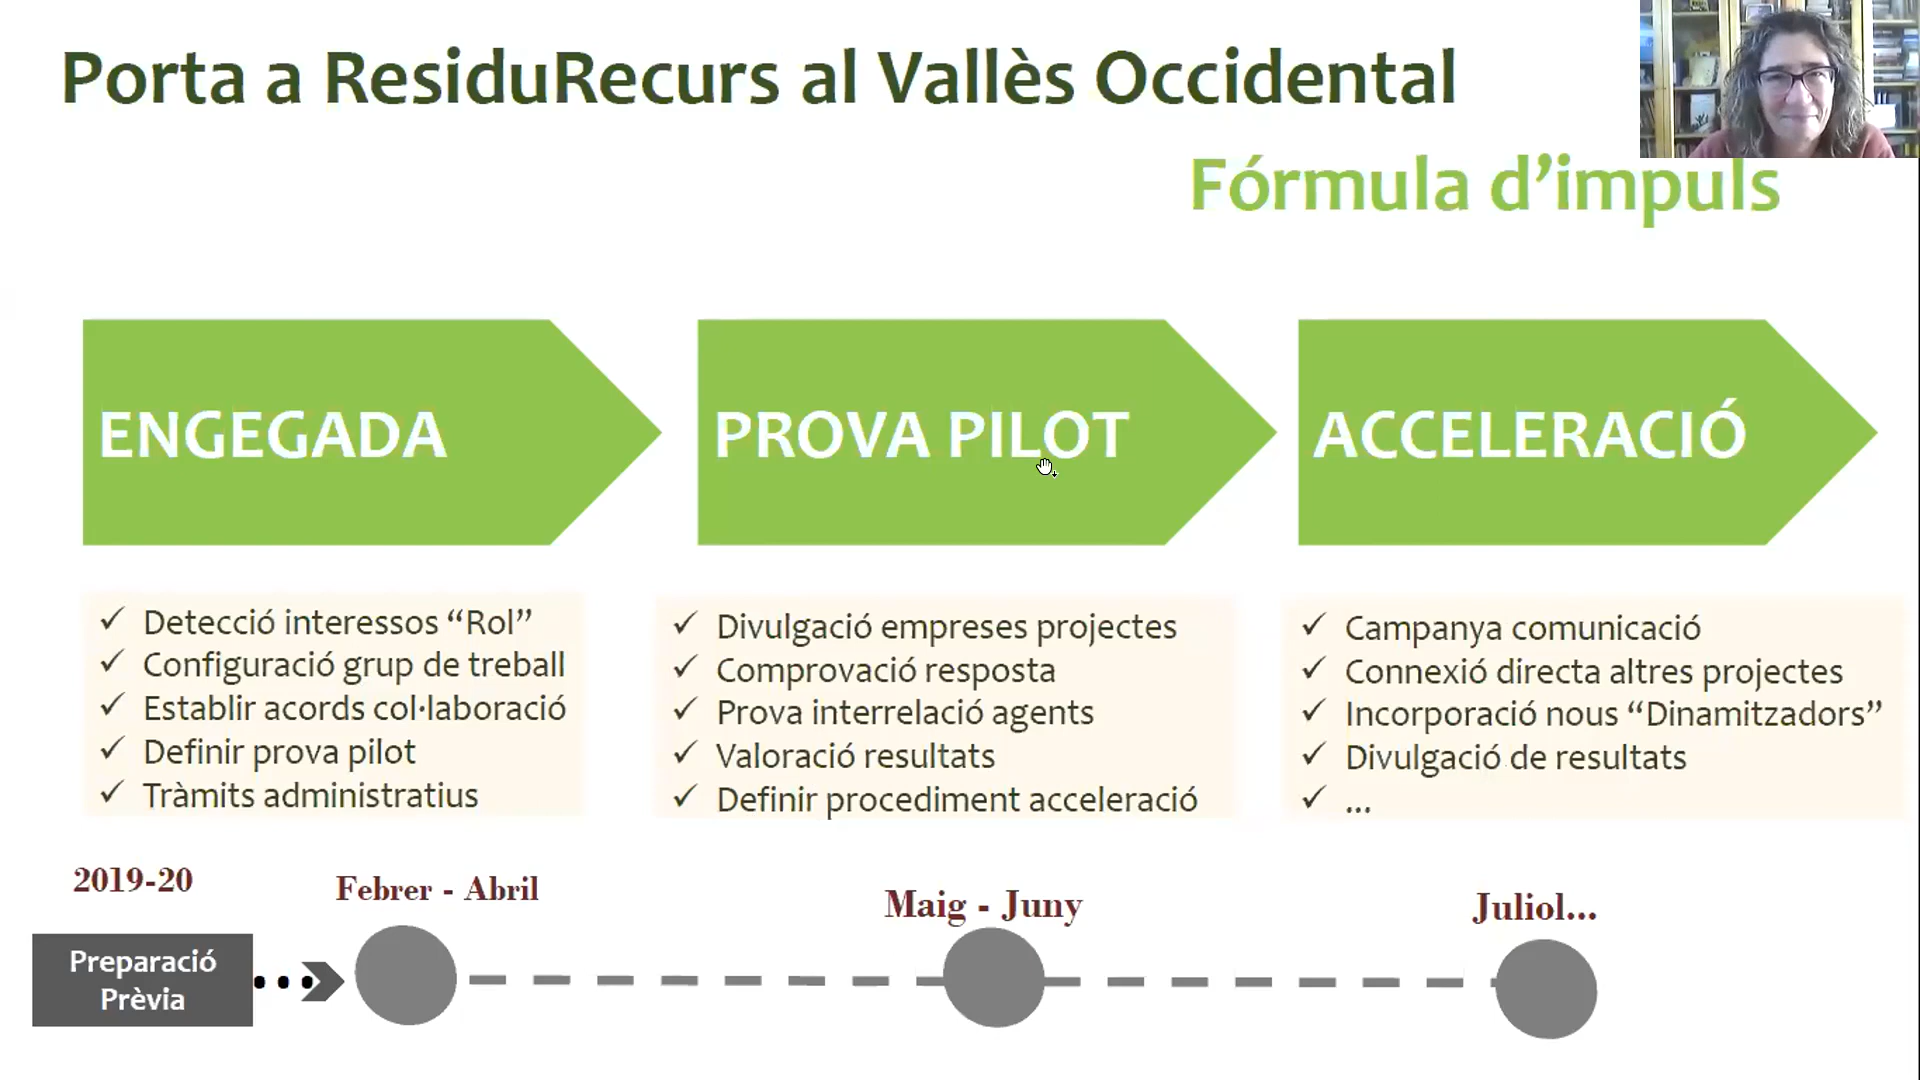 Porta a ResiduRecurs al Vallès Occidental
Fórmula d’impuls
ENGEGADA
PROVA PILOT
ACCELERACIÓ
Detecció interessos “Rol”
Configuració grup de treball
Establir acords col·laboració
Definir prova pilot
Tràmits administratius
Divulgació empreses projectes
Comprovació resposta
Prova interrelació agents
Valoració resultats
Definir procediment acceleració
Campanya comunicació
Connexió directa altres projectes
Incorporació nous “Dinamitzadors”
Divulgació de resultats
...
2019-20
Febrer - Abril
Maig - Juny
Juliol...
Preparació
Prèvia